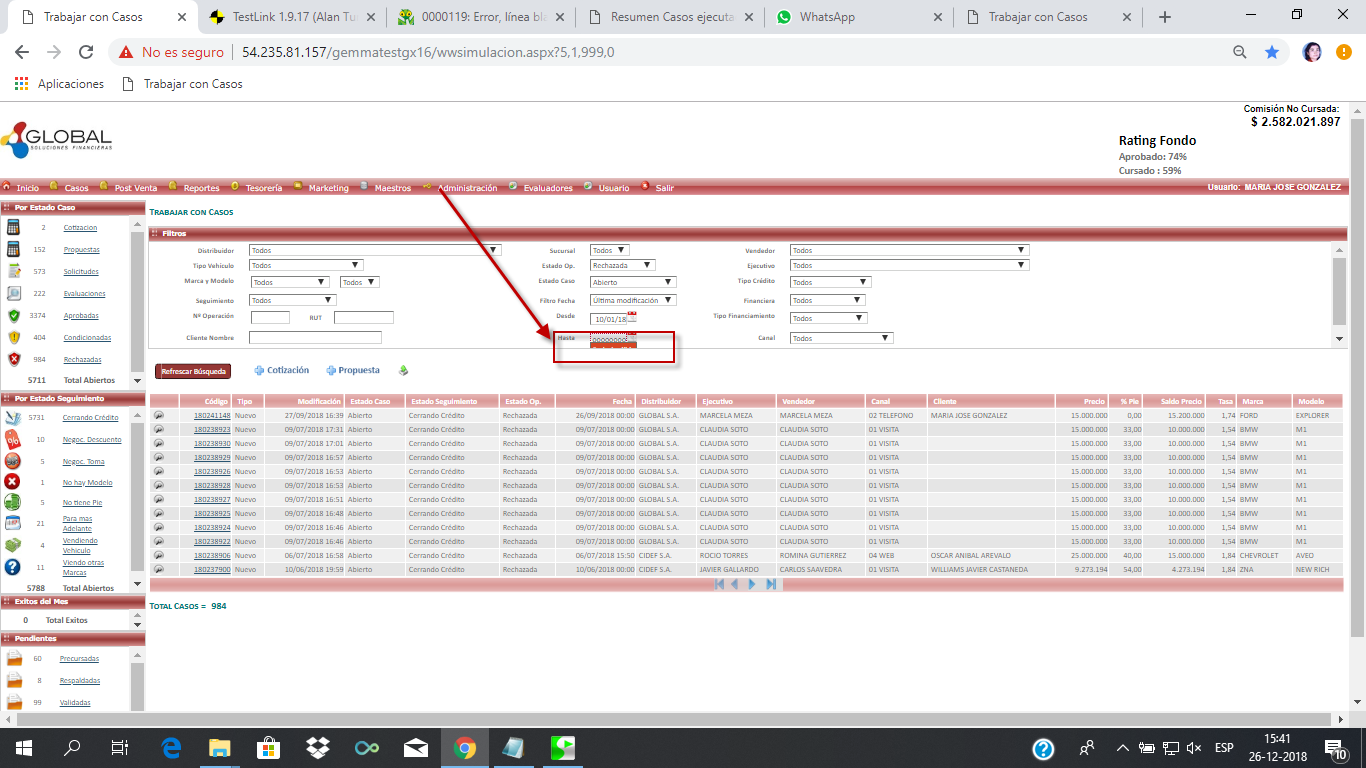 Trabajar con Casos
TestLink 1.9.17 (Alan Tu
0000119: Error, línea bla
Resumen Casos ejecuta
WhatsApp
Trabajar con Casos
No es seguro
54.235.81.157/gemmatestgx16/wwsimulacion.aspx?5,1,999,0
Aplicaciones
Trabajar con Casos
GLOBAL
SOLUCIONES FINANCIERAS
Comisión No Cursada:
$ 2.582.021.897
Rating Fondo
Aprobado: 74%
Cursado : 59%
Inicio Casos Post Venta Reportes Tesorería Marketing Maestros Administración Evaluadores Usuario Salir
Usuario: MARIA JOSE GONZALEZ
Por Estado Caso
2 Cotizacion
152 Propuestas
573 Solicitudes
222 Evaluaciones
3374 Aprobadas
404 Condicionadas
984 Rechazadas
5711 Total Abiertos
Por Estado Seguimiento
5731 Cerrando Crédito
10 Negoc. Descuento
5 Negoc. Toma
1 No hay Modelo
5 No tiene Pie
21 Para mas Adelante
4 Vendiendo Vehiculo
11 Viendo otras Marcas
5788 Total Abiertos
Exitos del Mes
0 Total Exitos
Pendientes
60 Precursadas
8 Respaldadas
99 Validadas
TRABAJAR CON CASOS
Filtros
Distribuidor Todos Sucursal Todos Vendedor Todos
Tipo Vehículo Todos Estado Op. Rechazada Ejecutivo Todos
Marca y Modelo Todos Todos Estado Caso Abierto Tipo Crédito Todos
Seguimiento Todos Filtro Fecha Última modificación Financiera Todos
Nº Operación RUT Desde 10/01/18 Tipo Financiamiento Todos
Cliente Nombre Hasta Canal Todos
Refrescar Búsqueda Cotización Propuesta
Código Tipo Modificación Estado Caso Estado Seguimiento Estado Op. Fecha Distribuidor Ejecutivo Vendedor Canal Cliente Precio % Pie Saldo Precio Tasa Marca Modelo
180241148 Nuevo 27/09/2018 16:39 Abierto Cerrando Crédito Rechazada 26/09/2018 00:00 GLOBAL S.A. MARCELA MEZA MARCELA MEZA 02 TELEFONO MARIA JOSE GONZALEZ 15.000.000 0,00 15.200.000 1,74 FORD EXPLORER
180238923 Nuevo 09/07/2018 17:31 Abierto Cerrando Crédito Rechazada 09/07/2018 00:00 GLOBAL S.A. CLAUDIA SOTO CLAUDIA SOTO 01 VISITA 15.000.000 33,00 10.000.000 1,54 BMW M1
180238930 Nuevo 09/07/2018 17:01 Abierto Cerrando Crédito Rechazada 09/07/2018 00:00 GLOBAL S.A. CLAUDIA SOTO CLAUDIA SOTO 01 VISITA 15.000.000 33,00 10.000.000 1,54 BMW M1
180238929 Nuevo 09/07/2018 16:57 Abierto Cerrando Crédito Rechazada 09/07/2018 00:00 GLOBAL S.A. CLAUDIA SOTO CLAUDIA SOTO 01 VISITA 15.000.000 33,00 10.000.000 1,54 BMW M1
180238926 Nuevo 09/07/2018 16:53 Abierto Cerrando Crédito Rechazada 09/07/2018 00:00 GLOBAL S.A. CLAUDIA SOTO CLAUDIA SOTO 01 VISITA 15.000.000 33,00 10.000.000 1,54 BMW M1
180238928 Nuevo 09/07/2018 16:53 Abierto Cerrando Crédito Rechazada 09/07/2018 00:00 GLOBAL S.A. CLAUDIA SOTO CLAUDIA SOTO 01 VISITA 15.000.000 33,00 10.000.000 1,54 BMW M1
180238927 Nuevo 09/07/2018 16:51 Abierto Cerrando Crédito Rechazada 09/07/2018 00:00 GLOBAL S.A. CLAUDIA SOTO CLAUDIA SOTO 01 VISITA 15.000.000 33,00 10.000.000 1,54 BMW M1
180238925 Nuevo 09/07/2018 16:48 Abierto Cerrando Crédito Rechazada 09/07/2018 00:00 GLOBAL S.A. CLAUDIA SOTO CLAUDIA SOTO 01 VISITA 15.000.000 33,00 10.000.000 1,54 BMW M1
180238924 Nuevo 09/07/2018 16:46 Abierto Cerrando Crédito Rechazada 09/07/2018 00:00 GLOBAL S.A. CLAUDIA SOTO CLAUDIA SOTO 01 VISITA 15.000.000 33,00 10.000.000 1,54 BMW M1
180238922 Nuevo 09/07/2018 16:46 Abierto Cerrando Crédito Rechazada 09/07/2018 00:00 GLOBAL S.A. CLAUDIA SOTO CLAUDIA SOTO 01 VISITA 15.000.000 33,00 10.000.000 1,54 BMW M1
180238906 Nuevo 06/07/2018 16:58 Abierto Cerrando Crédito Rechazada 06/07/2018 15:50 CIDEF S.A. ROCIO TORRES ROMINA GUTIERREZ 04 WEB OSCAR ANIBAL AREVALO 25.000.000 40,00 15.000.000 1,84 CHEVROLET AVEO
180237900 Nuevo 10/06/2018 19:59 Abierto Cerrando Crédito Rechazada 10/06/2018 00:00 CIDEF S.A. JAVIER GALLARDO CARLOS SAAVEDRA 01 VISITA WILLIAMS JAVIER CASTANEDA 9.273.194 54,00 4.273.194 1,84 ZNA NEW RICH
TOTAL CASOS = 984
ESP
15:41
26-12-2018
10